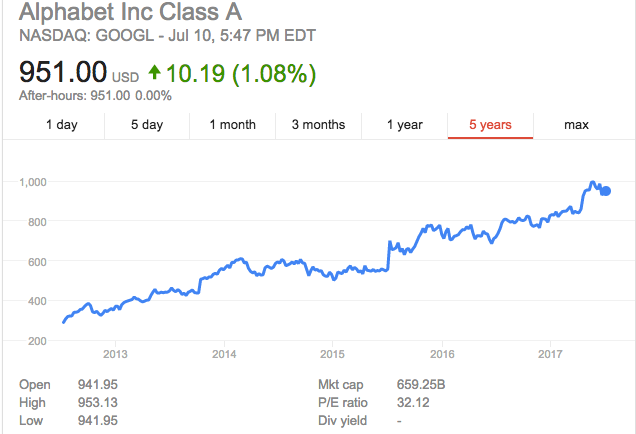 Alphabet Inc Class A
NASDAQ: GOOGL - Jul 10, 5:47 PM EDT
951.00 USD 10.19 (1.08%)
After-hours: 951.00 0.00%
1 day 5 day 1 month 3 months 1 year 5 years max
1,000
800
600
400
200
2013 2014 2015 2016 2017
Open 941.95 Mkt cap 659.25B
High 953.13 P/E ratio 32.12
Low 941.95 Div yield -